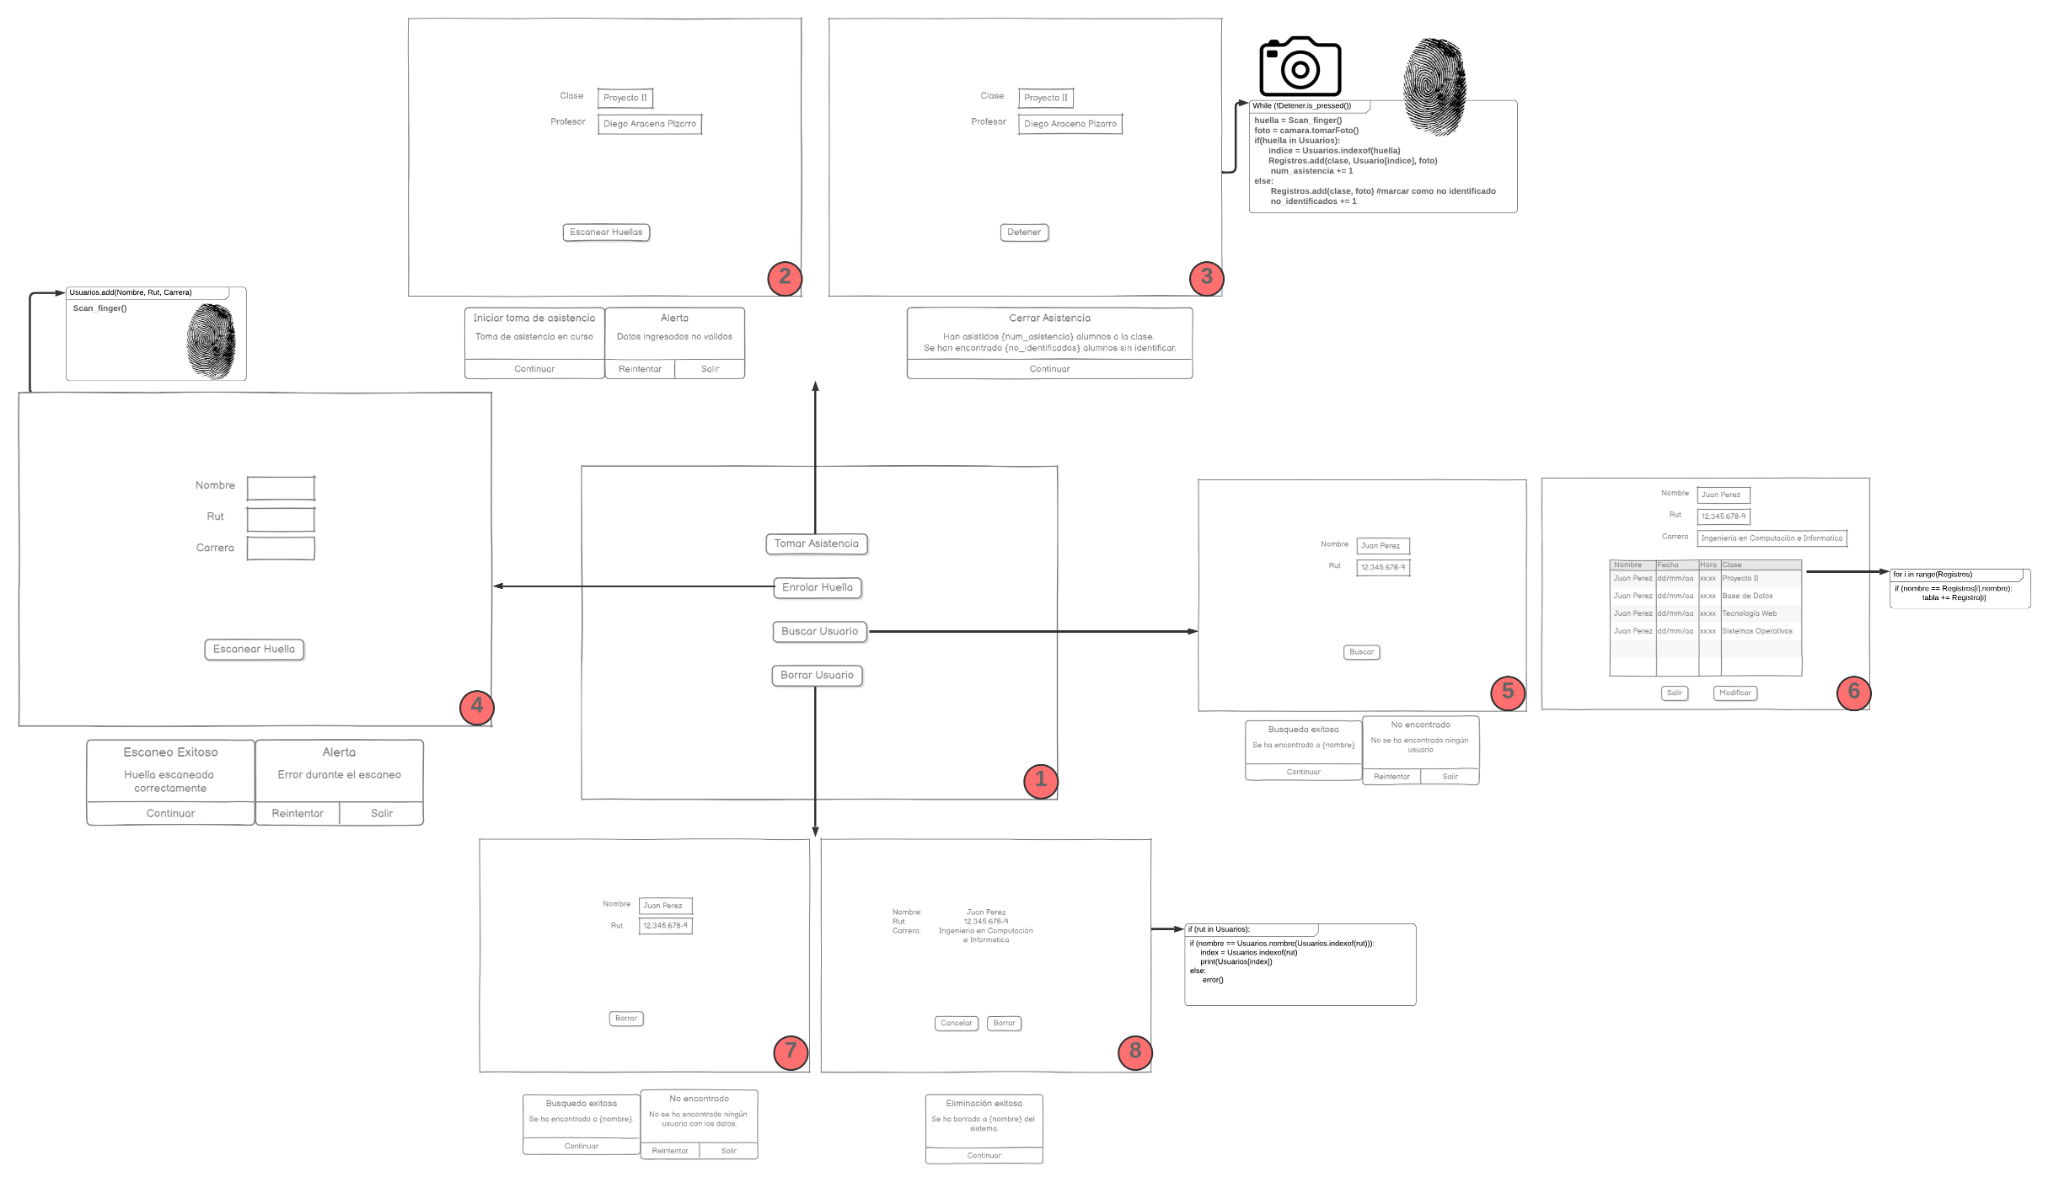 Clase
Proyecto II
Profesor
Diego Aracena Pizarro
Escanear Huellas
2
Iniciar toma de asistencia
Toma de asistencia en curso
Continuar
Alerta
Datos ingresados no validos
Reintentar
Salir
Clase
Proyecto II
Profesor
Diego Aracena Pizarro
Detener
3
Cerrar Asistencia
Han asistidos {num_asistencia} alumnos a la clase.
Se han encontrado {no_identificados} alumnos sin identificar.
Continuar
While (!Detener.is_pressed())
huella = Scan_finger()
foto = camara.tomarFoto()
if(huella in Usuarios):
indice = Usuarios.indexof(huella)
Registros.add(clase, Usuario[indice], foto)
num_asistencia += 1
else:
Registros.add(clase, foto) #marcar como no identificado
no_identificados += 1
Usuarios.add(Nombre, Rut, Carrera)
Scan_finger()
Nombre
Rut
Carrera
Escanear Huella
4
Escaneo Exitoso
Huella escaneada
correctamente
Continuar
Alerta
Error durante el escaneo
Reintentar
Salir
Tomar Asistencia
Enrolar Huella
Buscar Usuario
Borrar Usuario
1
Nombre
Juan Perez
Rut
12.345.678-9
Buscar
5
Busqueda exitosa
Se ha encontrado a {nombre}
Continuar
No encontrado
No se ha encontrado ningún
usuario
Reintentar
Salir
Nombre
Juan Perez
Rut
12.345.678-9
Carrera
Ingenieria en Computación e Informatica
Nombre Fecha Hora Clase
Juan Perez dd/mm/aa xx:xx Proyecto II
Juan Perez dd/mm/aa xx:xx Base de Datos
Juan Perez dd/mm/aa xx:xx Tecnología Web
Juan Perez dd/mm/aa xx:xx Sistemas Operativos
Salir
Modificar
6
for i in range(Registros)
if (nombre == Registros[i].nombre):
tabla += Registro[i]
Nombre
Juan Perez
Rut
12.345.678-9
Borrar
7
Busqueda exitosa
Se ha encontrado a {nombre}.
Continuar
No encontrado
No se ha encontrado ningún
usuario con los datos.
Reintentar
Salir
Nombre: Juan Perez
Rut: 12.345.678-9
Carrera: Ingenieria en Computación
e Informatica
Cancelar
Borrar
8
Eliminación exitosa
Se ha borrado a {nombre} del
sistema.
Continuar
if (rut in Usuarios):
if (nombre == Usuarios.nombre(Usuarios.indexof(rut))):
index = Usuarios.indexof(rut)
print(Usuarios[index])
else:
error()